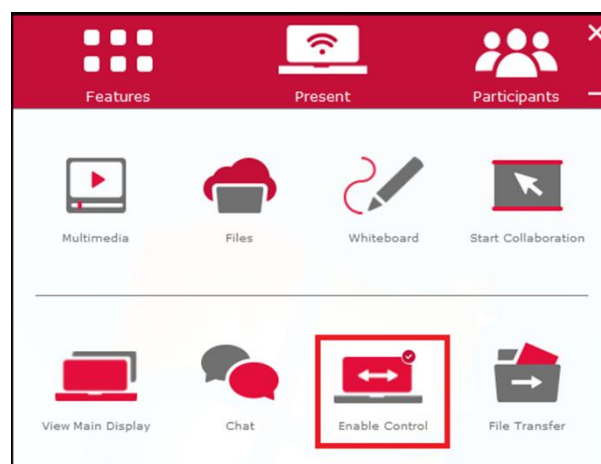 Features Present Participants
Multimedia Files Whiteboard Start Collaboration
View Main Display Chat Enable Control File Transfer